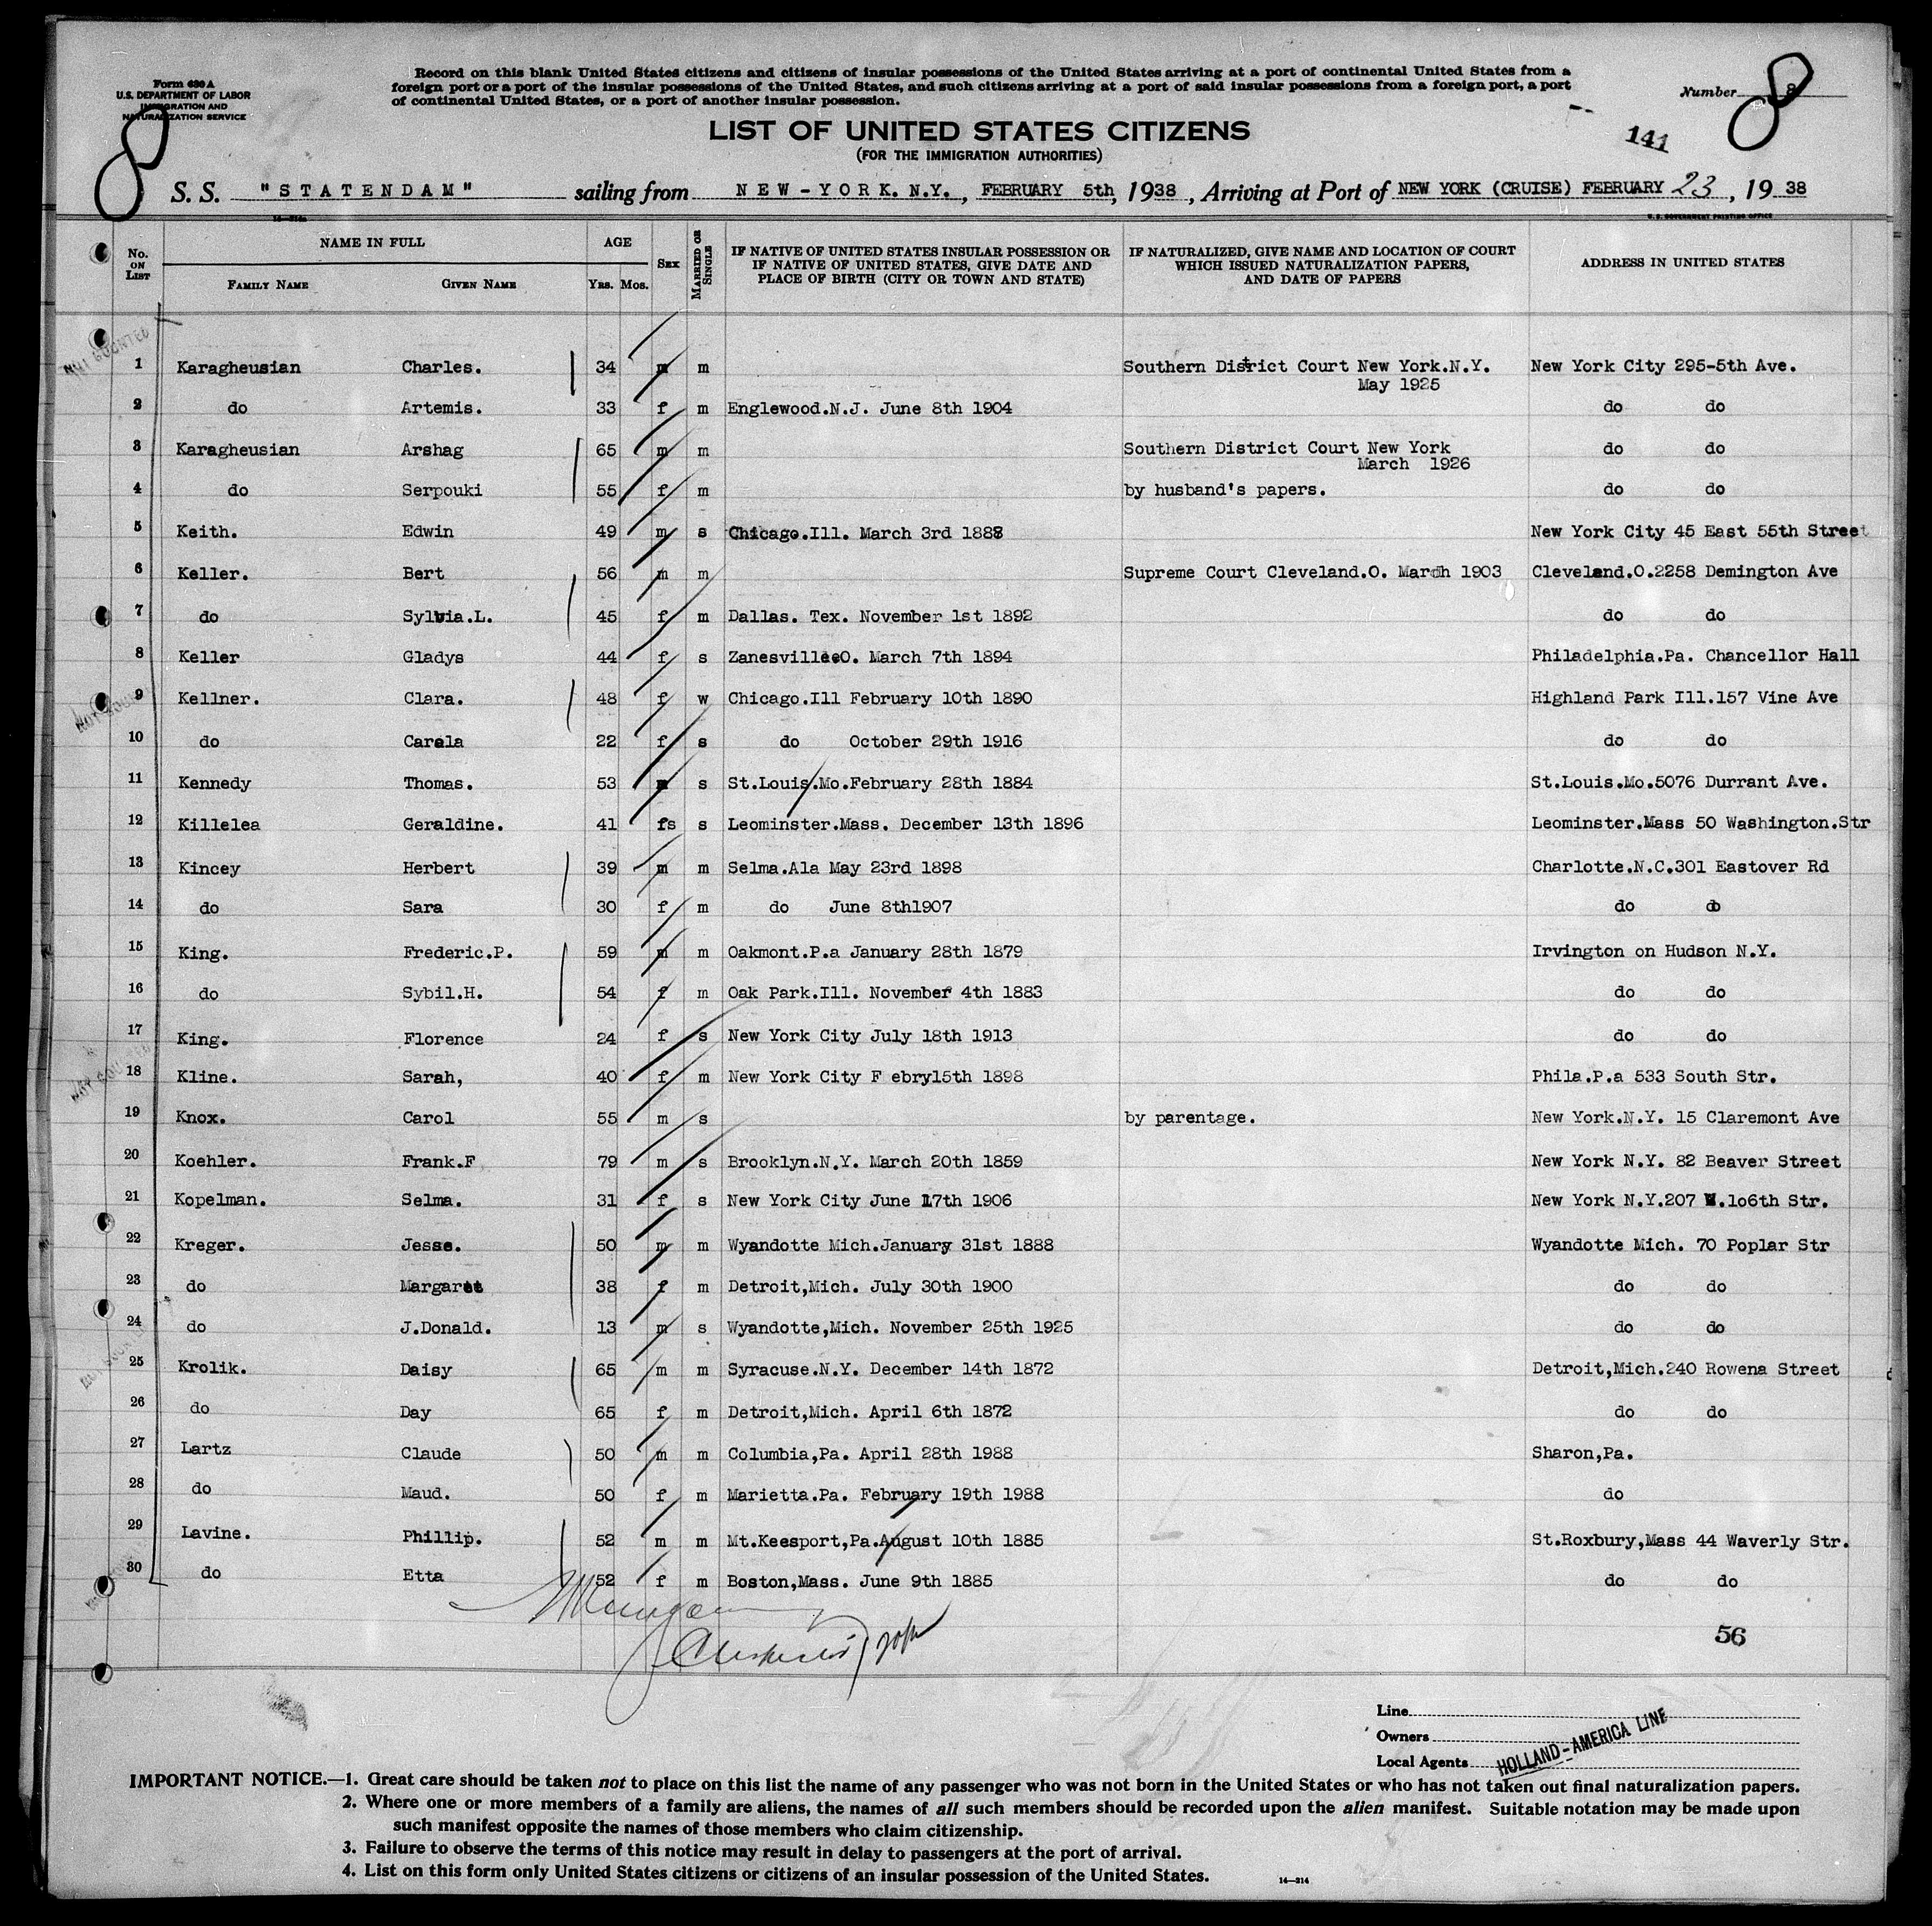 Form 630 A
U.S. DEPARTMENT OF LABOR
IMMIGRATION AND
NATURALIZATION SERVICE
Record on this blank United States citizens and citizens of insular possessions of the United States arriving at a port of continental United States from a
foreign port or a port of the insular possessions of the United States, and such citizens arriving at a port of said insular possessions from a foreign port, a port
of continental United States, or a port of another insular possession.
Number 8
8
8
141
LIST OF UNITED STATES CITIZENS
(FOR THE IMMIGRATION AUTHORITIES)
S. S. "STATENDAM" sailing from NEW-YORK. N.Y., FEBRUARY 5th, 1938, Arriving at Port of NEW YORK (CRUISE) FEBRUARY 23, 1938
U. S. GOVERNMENT PRINTING OFFICE
No. ON LIST NAME IN FULL AGE SEX MARRIED OR SINGLE IF NATIVE OF UNITED STATES INSULAR POSSESSION OR IF NATIVE OF UNITED STATES, GIVE DATE AND PLACE OF BIRTH (CITY OR TOWN AND STATE) IF NATURALIZED, GIVE NAME AND LOCATION OF COURT WHICH ISSUED NATURALIZATION PAPERS, AND DATE OF PAPERS ADDRESS IN UNITED STATES
FAMILY NAME GIVEN NAME YRS. MOS.
1 Karagheusian Charles. 34 m m Southern District Court New York.N.Y. New York City 295-5th Ave.
May 1925
2 do Artemis. 33 f m Englewood.N.J. June 8th 1904 do do
3 Karagheusian Arshag 65 m m Southern District Court New York do do
March 1926
4 do Serpouki 55 f m by husband's papers. do do
5 Keith. Edwin 49 m s Chicago.Ill. March 3rd 1888 New York City 45 East 55th Street
6 Keller. Bert 56 m m Supreme Court Cleveland.O. March 1903 Cleveland.O.2258 Demington Ave
7 do Sylvia.L. 45 f m Dallas. Tex. November 1st 1892 do do
8 Keller Gladys 44 f s ZanesvilleeO. March 7th 1894 Philadelphia.Pa. Chancellor Hall
9 Kellner. Clara. 48 f w Chicago.Ill February 10th 1890 Highland Park Ill.157 Vine Ave
10 do Carola 22 f s do October 29th 1916 do do
11 Kennedy Thomas. 53 m s St.Louis.Mo.February 28th 1884 St.Louis.Mo.5076 Durrant Ave.
12 Killelea Geraldine. 41 fs s Leominster.Mass. December 13th 1896 Leominster.Mass 50 Washington.Str
13 Kincey Herbert 39 m m Selma.Ala May 23rd 1898 Charlotte.N.C.301 Eastover Rd
14 do Sara 30 f m do June 8th1907 do do
15 King. Frederic.P. 59 m m Oakmont.P.a January 28th 1879 Irvington on Hudson N.Y.
16 do Sybil.H. 54 f m Oak Park.Ill. November 4th 1883 do do
17 King. Florence 24 f s New York City July 18th 1913 do do
18 Kline. Sarah, 40 f m New York City F ebry15th 1898 Phila.P.a 533 South Str.
19 Knox. Carol 55 m s by parentage. New York.N.Y. 15 Claremont Ave
20 Koehler. Frank.F 79 m s Brooklyn.N.Y. March 20th 1859 New York N.Y. 82 Beaver Street
21 Kopelman. Selma. 31 f s New York City June 17th 1906 New York N.Y.207 W.1o6th Str.
22 Kreger. Jesse. 50 m m Wyandotte Mich.January 31st 1888 Wyandotte Mich. 70 Poplar Str
23 do Margaret 38 f m Detroit,Mich. July 30th 1900 do do
24 do J.Donald. 13 m s Wyandotte,Mich. November 25th 1925 do do
25 Krolik. Daisy 65 m m Syracuse.N.Y. December 14th 1872 Detroit,Mich.240 Rowena Street
26 do Day 65 f m Detroit,Mich. April 6th 1872 do do
27 Lartz Claude 50 m m Columbia,Pa. April 28th 1988 Sharon,Pa.
28 do Maud. 50 f m Marietta.Pa. February 19th 1988 do
29 Lavine. Phillip. 52 m m Mt.Keesport,Pa.August 10th 1885 St.Roxbury,Mass 44 Waverly Str.
30 do Etta 52 f m Boston,Mass. June 9th 1885 do do
56
Line
Owners
Local Agents HOLLAND-AMERICA LINE
IMPORTANT NOTICE.—1. Great care should be taken not to place on this list the name of any passenger who was not born in the United States or who has not taken out final naturalization papers.
2. Where one or more members of a family are aliens, the names of all such members should be recorded upon the alien manifest. Suitable notation may be made upon
such manifest opposite the names of those members who claim citizenship.
3. Failure to observe the terms of this notice may result in delay to passengers at the port of arrival.
4. List on this form only United States citizens or citizens of an insular possession of the United States.
14—214